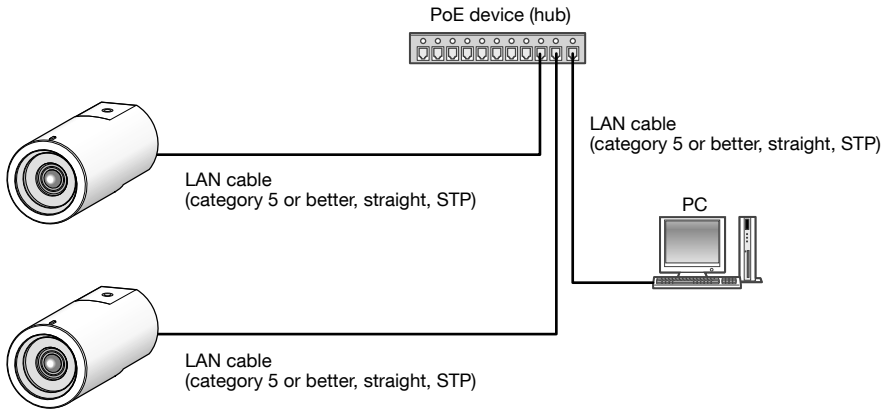 PoE device (hub)
LAN cable
(category 5 or better, straight, STP)
LAN cable
(category 5 or better, straight, STP)
PC
LAN cable
(category 5 or better, straight, STP)